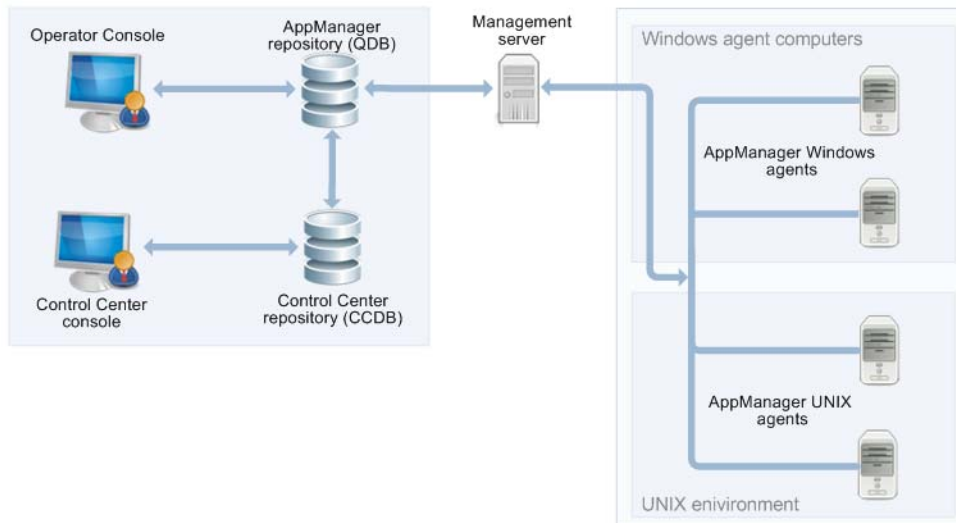 Operator Console
AppManager
repository (QDB)
Management
server
Windows agent computers
AppManager Windows
agents
Control Center
console
Control Center
repository (CCDB)
AppManager UNIX
agents
UNIX enivironment